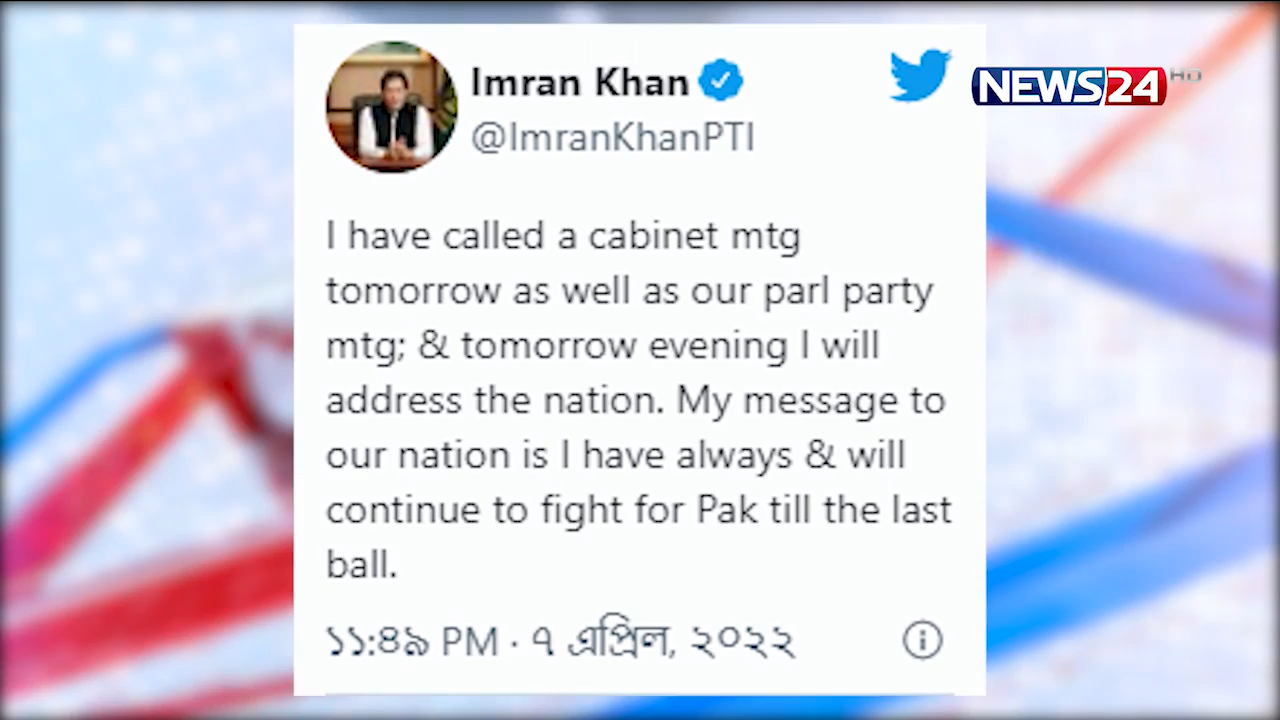 Imran Khan
@ImranKhanPTI
NEWS24 HD
I have called a cabinet mtg
tomorrow as well as our parl party
mtg; & tomorrow evening I will
address the nation. My message to
our nation is I have always & will
continue to fight for Pak till the last
ball.
১১:৪৯ PM · ৭ এপ্রিল, ২০২২